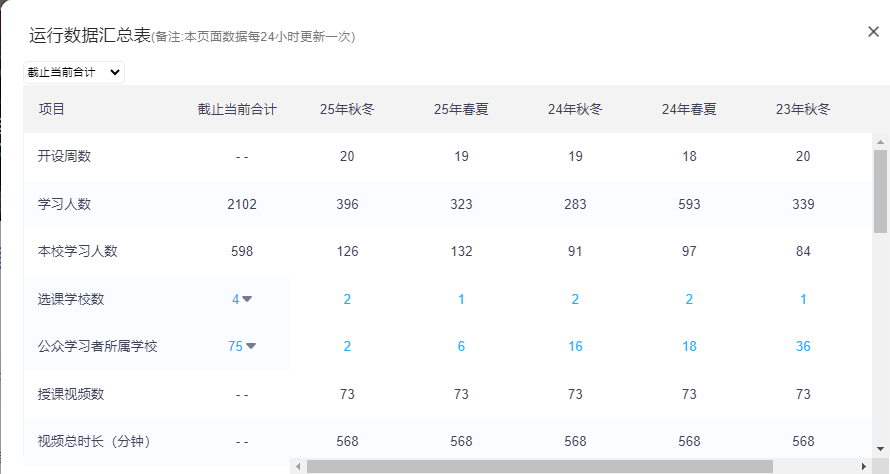 运行数据汇总表(备注:本页面数据每24小时更新一次)
截止当前合计
项目 截止当前合计 25年秋冬 25年春夏 24年秋冬 24年春夏 23年秋冬
开设周数 - - 20 19 19 18 20
学习人数 2102 396 323 283 593 339
本校学习人数 598 126 132 91 97 84
选课学校数 4 2 1 2 2 1
公众学习者所属学校 75 2 6 16 18 36
授课视频数 - - 73 73 73 73 73
视频总时长（分钟） - - 568 568 568 568 568